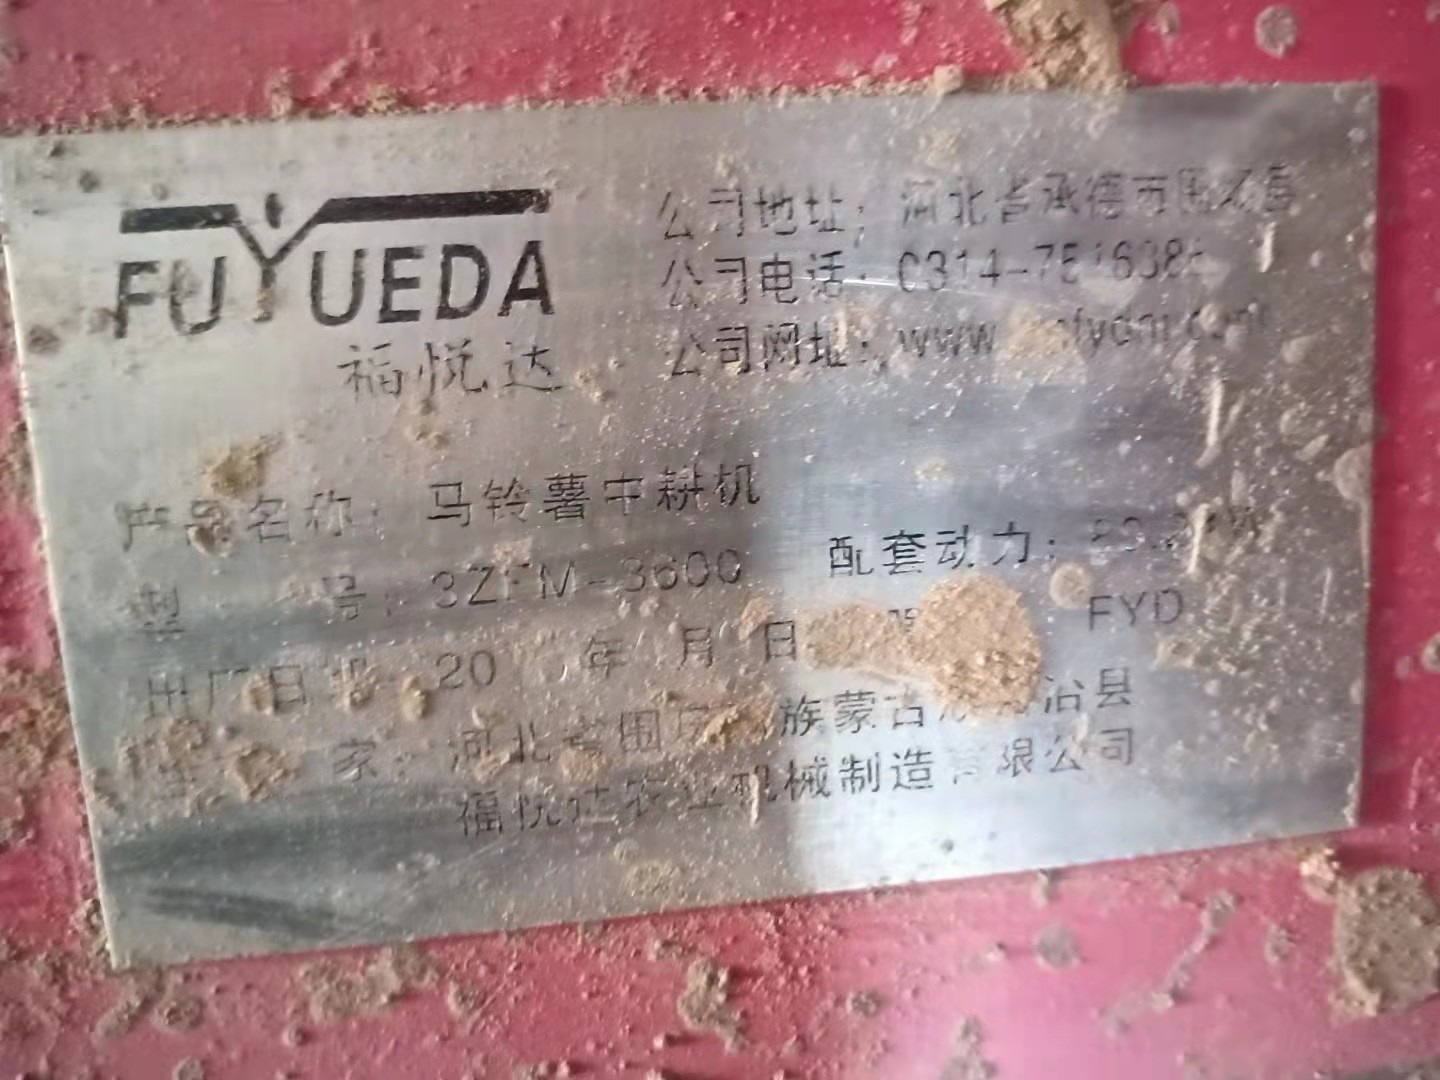 FUYUEDA
福悦达
公司地址：河北省承德市围场县
公司电话：0314-
公司网址：www.
产品名称：马铃薯中耕机
型 号：3ZFM-3600 配套动力：
出厂日期 20 年 月 日 FYD
家：河北省围场 族蒙古族 治县
福悦达农业机械制造有限公司